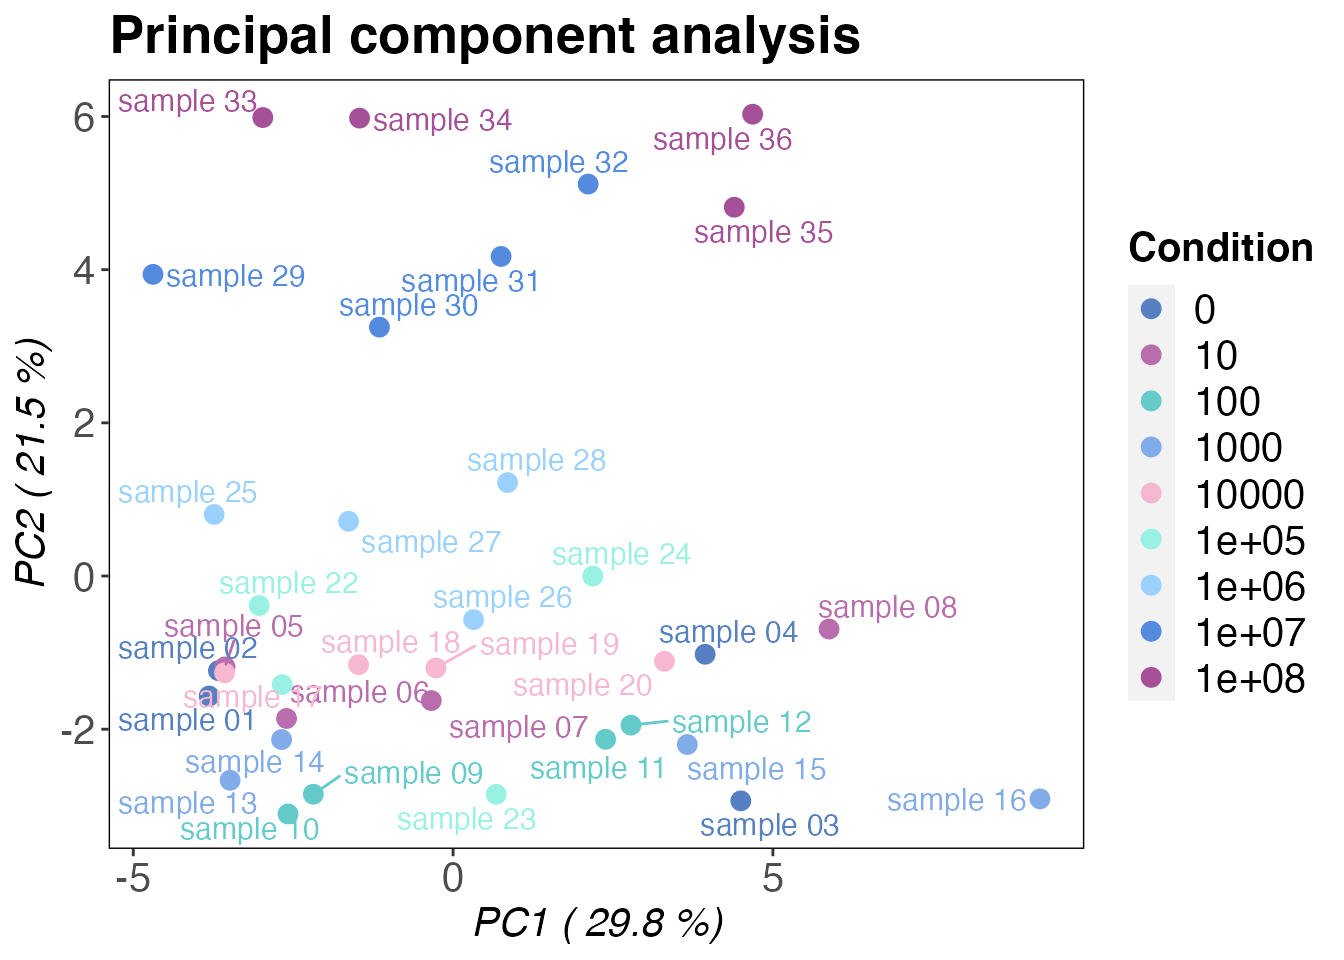 Principal component analysis
sample 33
sample 34
sample 36
sample 32
sample 35
sample 29
sample 31
sample 30
sample 28
sample 25
sample 27
sample 24
sample 22
sample 26
sample 08
sample 05
sample 04
sample 02
sample 18
sample 19
sample 20
sample 17
sample 06
sample 01
sample 07
sample 12
sample 14
sample 11
sample 15
sample 09
sample 13
sample 16
sample 10
sample 23
sample 03
6
4
2
0
-2
-5
0
5
PC1 ( 29.8 %)
PC2 ( 21.5 %)
Condition
0
10
100
1000
10000
1e+05
1e+06
1e+07
1e+08